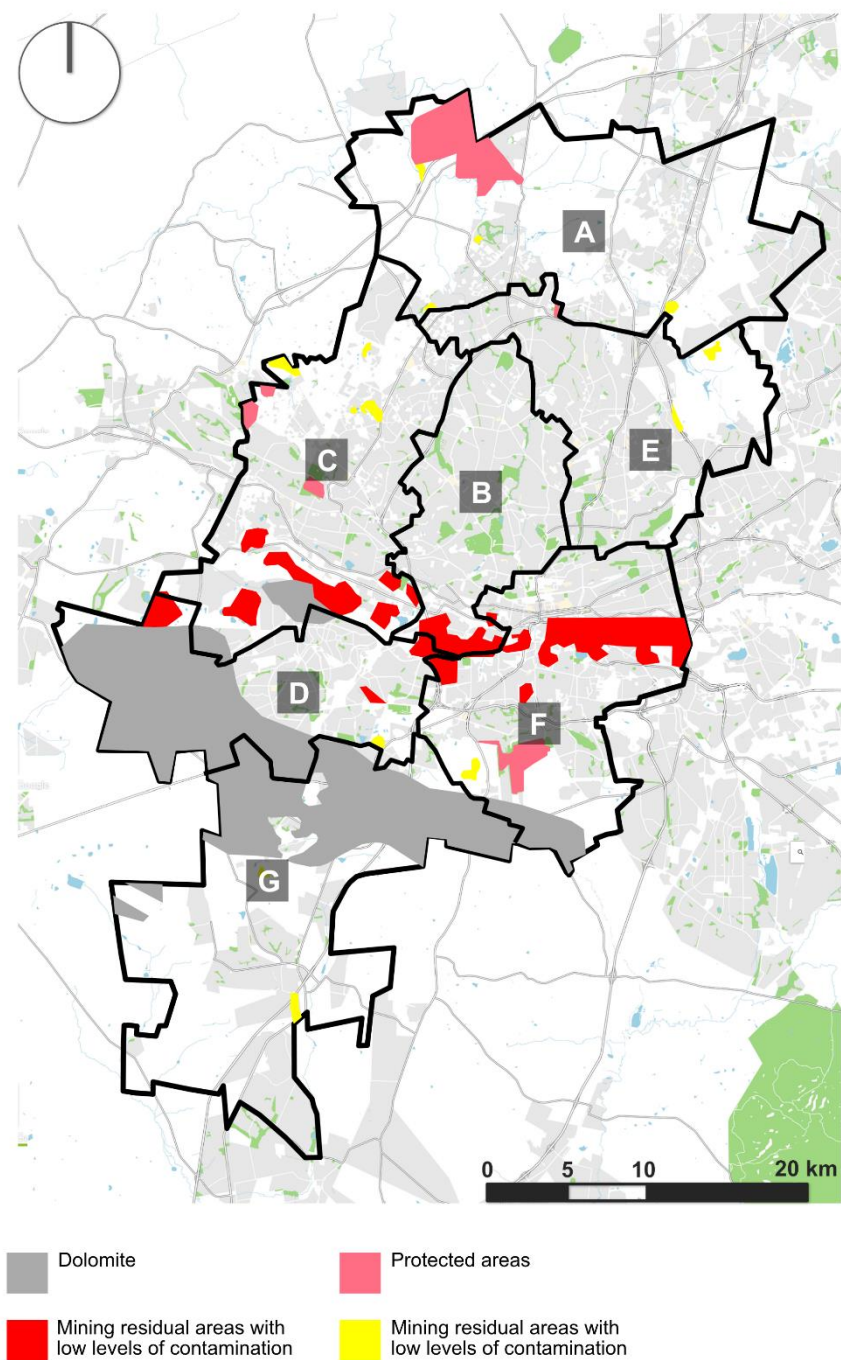 A
C
B
E
D
F
G
0 5 10 20 km
Dolomite
Protected areas
Mining residual areas with
low levels of contamination
Mining residual areas with
low levels of contamination